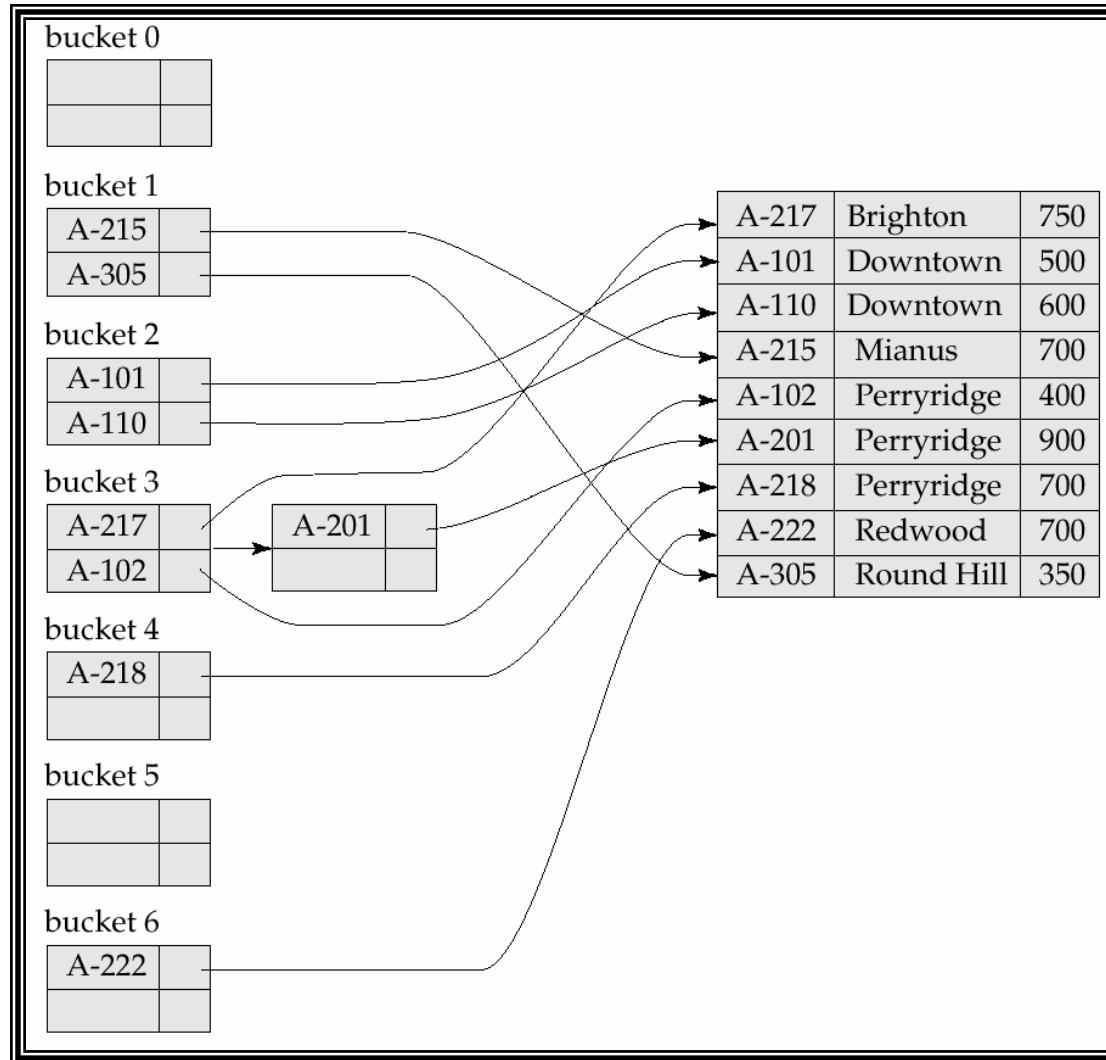 bucket 0
bucket 1
A-215
A-305
bucket 2
A-101
A-110
bucket 3
A-217
A-102
A-201
bucket 4
A-218
bucket 5
bucket 6
A-222
A-217 Brighton 750
A-101 Downtown 500
A-110 Downtown 600
A-215 Mianus 700
A-102 Perryridge 400
A-201 Perryridge 900
A-218 Perryridge 700
A-222 Redwood 700
A-305 Round Hill 350